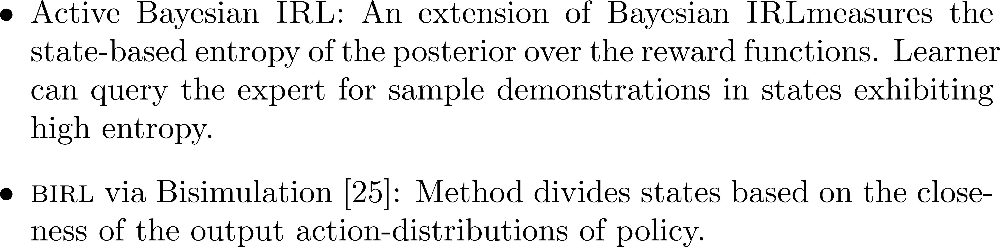 • Active Bayesian IRL: An extension of Bayesian IRLmeasures the
state-based entropy of the posterior over the reward functions. Learner
can query the expert for sample demonstrations in states exhibiting
high entropy.
• BIRL via Bisimulation [25]: Method divides states based on the close-
ness of the output action-distributions of policy.